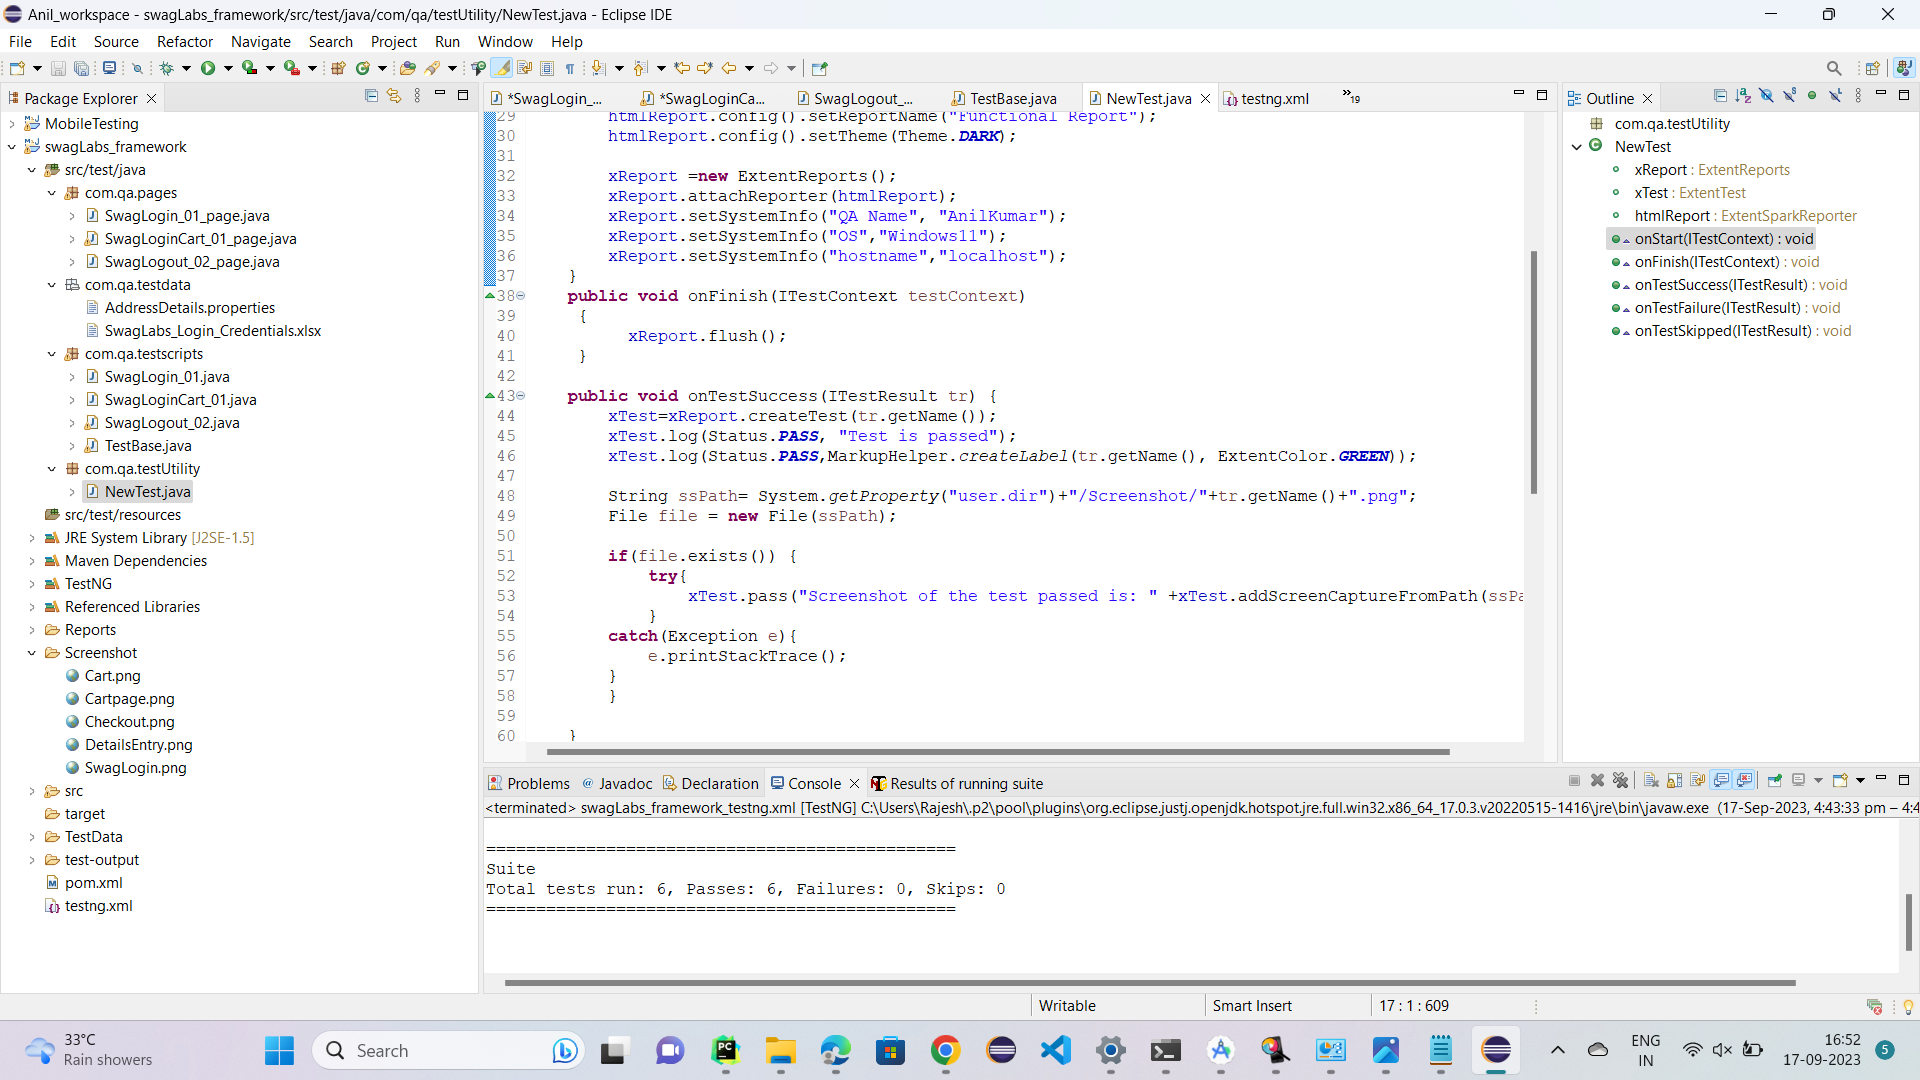 Anil_workspace - swagLabs_framework/src/test/java/com/qa/testUtility/NewTest.java - Eclipse IDE
File Edit Source Refactor Navigate Search Project Run Window Help
Package Explorer
MobileTesting
swagLabs_framework
src/test/java
com.qa.pages
SwagLogin_01_page.java
SwagLoginCart_01_page.java
SwagLogout_02_page.java
com.qa.testdata
AddressDetails.properties
SwagLabs_Login_Credentials.xlsx
com.qa.testscripts
SwagLogin_01.java
SwagLoginCart_01.java
SwagLogout_02.java
TestBase.java
com.qa.testUtility
NewTest.java
src/test/resources
JRE System Library [J2SE-1.5]
Maven Dependencies
TestNG
Referenced Libraries
Reports
Screenshot
Cart.png
Cartpage.png
Checkout.png
DetailsEntry.png
SwagLogin.png
src
target
TestData
test-output
pom.xml
testng.xml
*SwagLogin_... *SwagLoginCa... SwagLogout_... TestBase.java NewTest.java testng.xml »19
29 htmlReport.config().setReportName("Functional Report");
30 htmlReport.config().setTheme(Theme.DARK);
31
32 xReport =new ExtentReports();
33 xReport.attachReporter(htmlReport);
34 xReport.setSystemInfo("QA Name", "AnilKumar");
35 xReport.setSystemInfo("OS","Windows11");
36 xReport.setSystemInfo("hostname","localhost");
37 }
38 public void onFinish(ITestContext testContext)
39 {
40 xReport.flush();
41 }
42
43 public void onTestSuccess(ITestResult tr) {
44 xTest=xReport.createTest(tr.getName());
45 xTest.log(Status.PASS, "Test is passed");
46 xTest.log(Status.PASS,MarkupHelper.createLabel(tr.getName(), ExtentColor.GREEN));
47
48 String ssPath= System.getProperty("user.dir")+"/Screenshot/"+tr.getName()+".png";
49 File file = new File(ssPath);
50
51 if(file.exists()) {
52 try{
53 xTest.pass("Screenshot of the test passed is: " +xTest.addScreenCaptureFromPath(ssPa
54 }
55 catch(Exception e){
56 e.printStackTrace();
57 }
58 }
59
60 }
Outline
com.qa.testUtility
NewTest
xReport : ExtentReports
xTest : ExtentTest
htmlReport : ExtentSparkReporter
onStart(ITestContext) : void
onFinish(ITestContext) : void
onTestSuccess(ITestResult) : void
onTestFailure(ITestResult) : void
onTestSkipped(ITestResult) : void
Problems Javadoc Declaration Console Results of running suite
<terminated> swagLabs_framework_testng.xml [TestNG] C:\Users\Rajesh\.p2\pool\plugins\org.eclipse.justj.openjdk.hotspot.jre.full.win32.x86_64_17.0.3.v20220515-1416\jre\bin\javaw.exe (17-Sep-2023, 4:43:33 pm – 4:4
===============================================
Suite
Total tests run: 6, Passes: 6, Failures: 0, Skips: 0
===============================================
Writable Smart Insert 17 : 1 : 609
33°C
Rain showers
Search
ENG
IN
16:52
17-09-2023
5